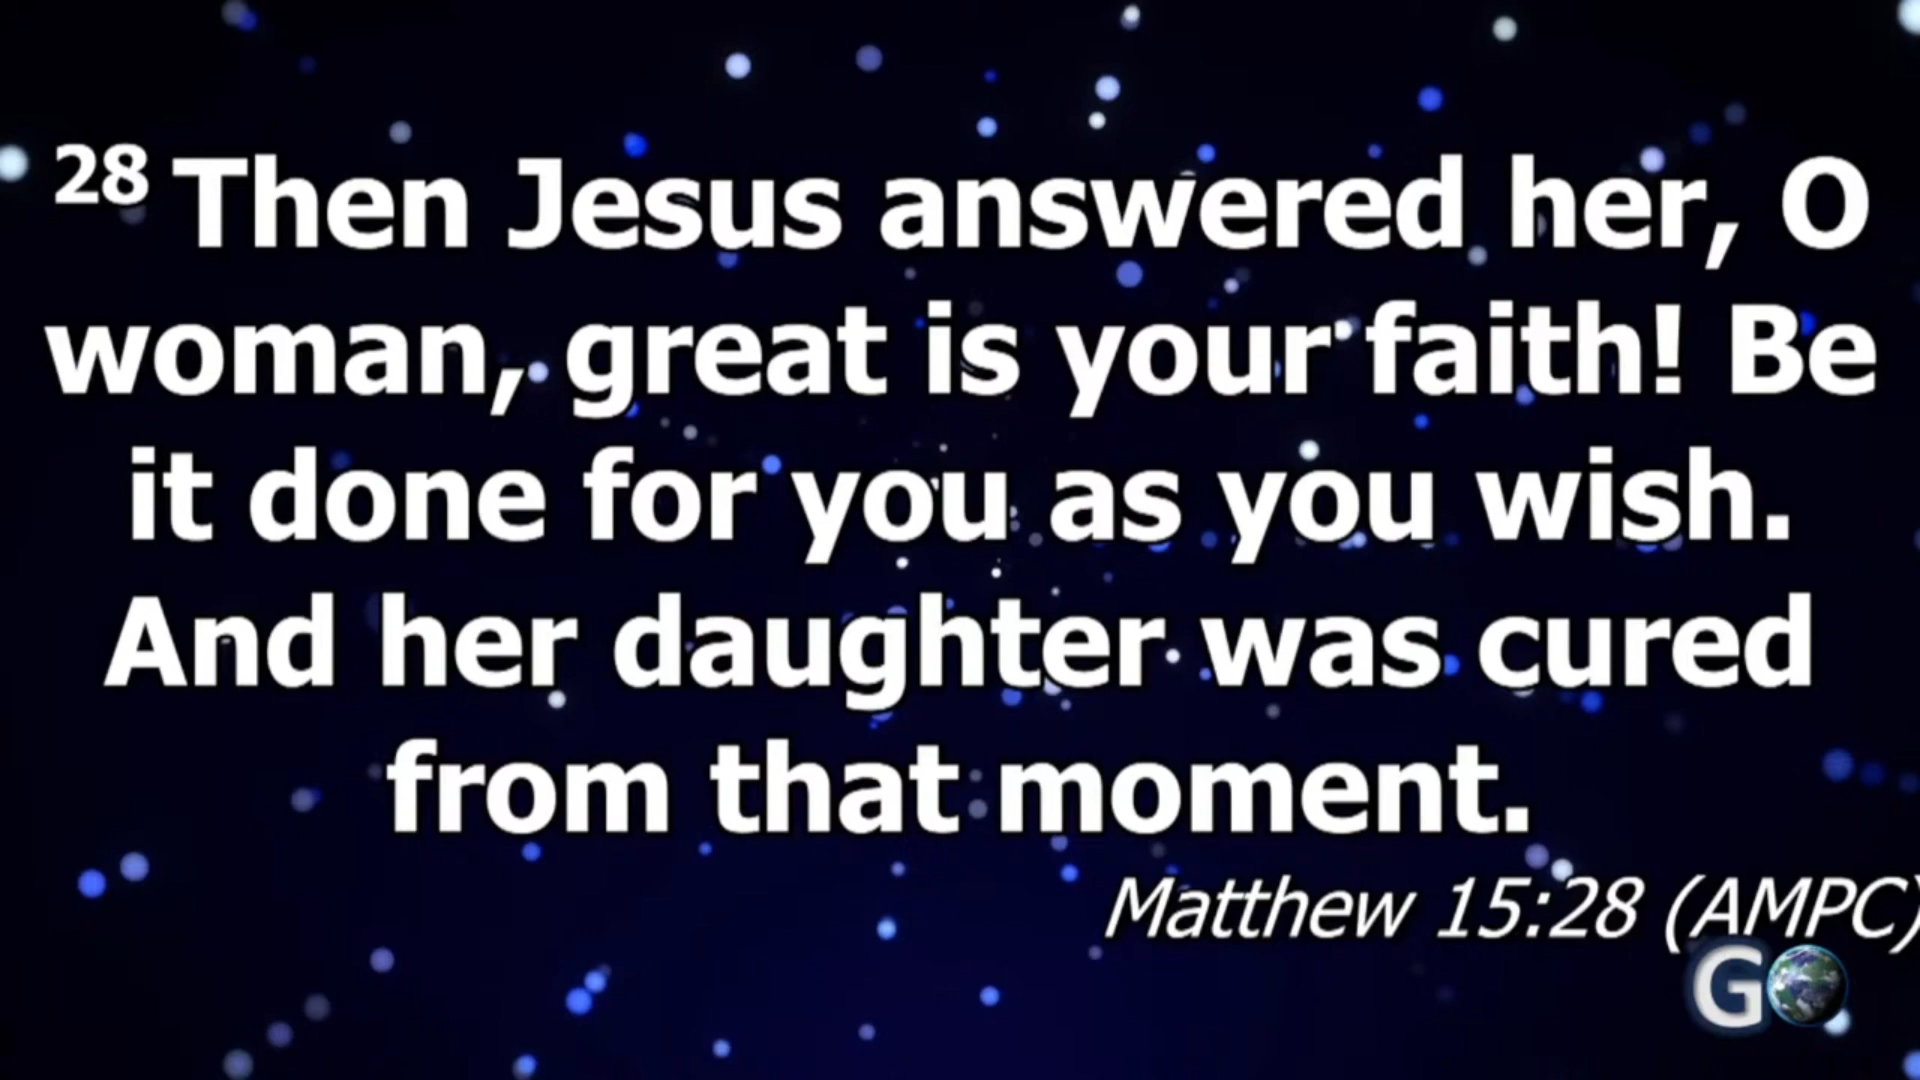 28 Then Jesus answered her, O
woman, great is your faith! Be
it done for you as you wish.
And her daughter was cured
from that moment.
Matthew 15:28 (AMPC)
GO